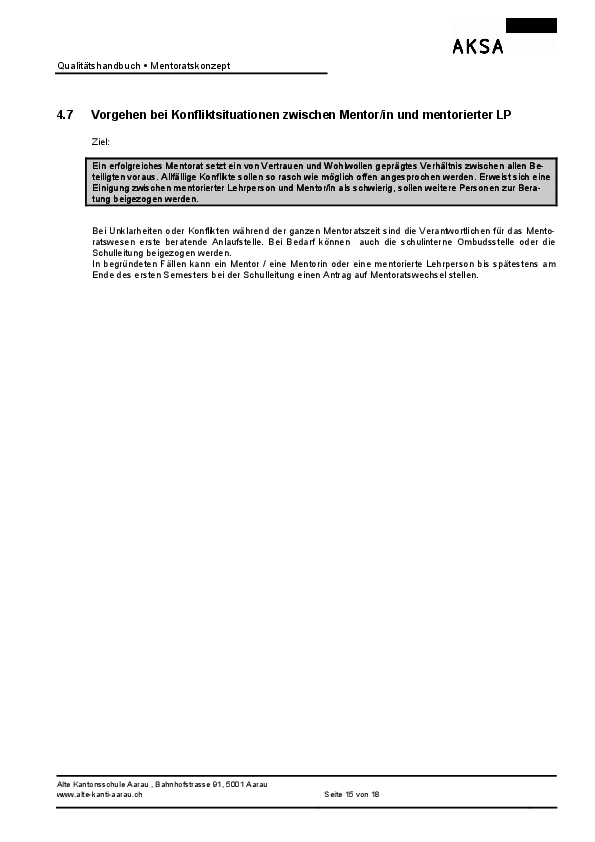 AKSA
Qualitätshandbuch • Mentoratskonzept
4.7 Vorgehen bei Konfliktsituationen zwischen Mentor/in und mentorierter LP
Ziel:
Ein erfolgreiches Mentorat setzt ein von Vertrauen und Wohlwollen geprägtes Verhältnis zwischen allen Be-
teiligten voraus. Allfällige Konflikte sollen so rasch wie möglich offen angesprochen werden. Erweist sich eine
Einigung zwischen mentorierter Lehrperson und Mentor/in als schwierig, sollen weitere Personen zur Bera-
tung beigezogen werden.
Bei Unklarheiten oder Konflikten während der ganzen Mentoratszeit sind die Verantwortlichen für das Mento-
ratswesen erste beratende Anlaufstelle. Bei Bedarf können auch die schulinterne Ombudsstelle oder die
Schulleitung beigezogen werden.
In begründeten Fällen kann ein Mentor / eine Mentorin oder eine mentorierte Lehrperson bis spätestens am
Ende des ersten Semesters bei der Schulleitung einen Antrag auf Mentoratswechsel stellen.
Alte Kantonsschule Aarau , Bahnhofstrasse 91, 5001 Aarau
www.alte-kanti-aarau.ch Seite 15 von 18